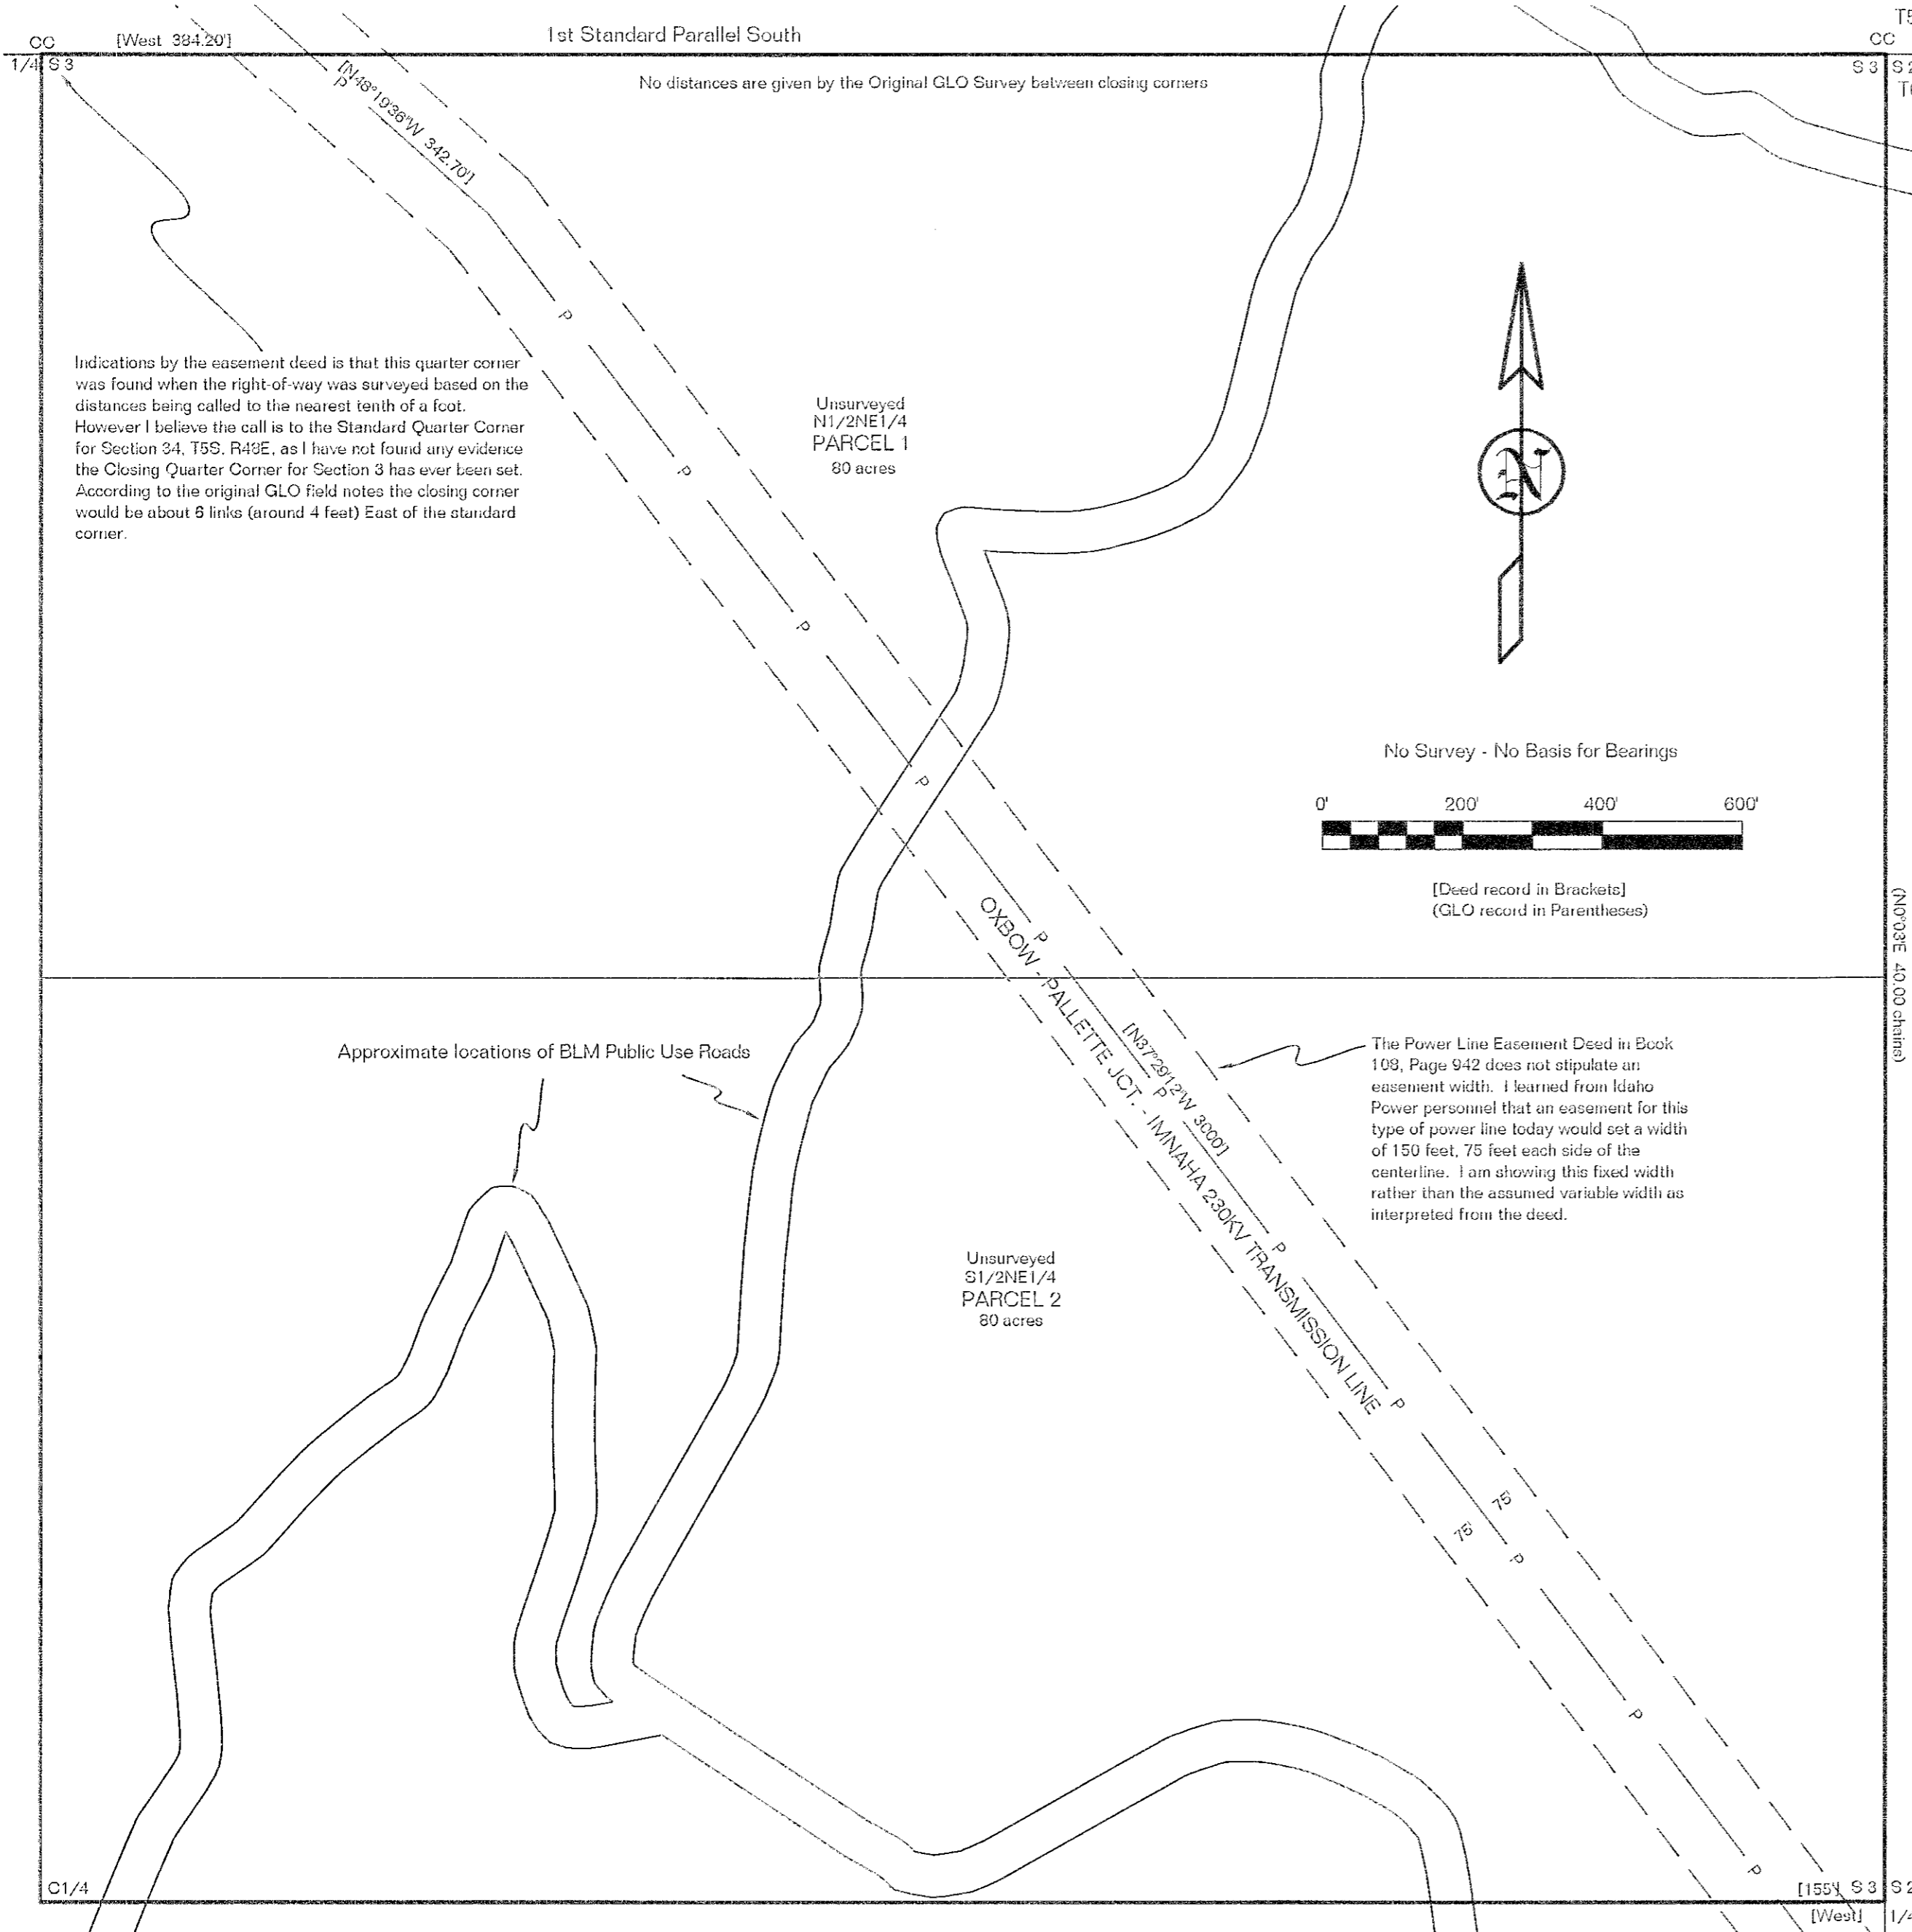 T5
CC
[West 384.20']
1st Standard Parallel South
CC
1/4
S 3
S 3
S 2
No distances are given by the Original GLO Survey between closing corners
[N48°19'36"W 342.70']
P
Indications by the easement deed is that this quarter corner
was found when the right-of-way was surveyed based on the
distances being called to the nearest tenth of a foot.
However I believe the call is to the Standard Quarter Corner
for Section 34, T5S, R48E, as I have not found any evidence
the Closing Quarter Corner for Section 3 has ever been set.
According to the original GLO field notes the closing corner
would be about 6 links (around 4 feet) East of the standard
corner.
P
Unsurveyed
N1/2NE1/4
PARCEL 1
80 acres
P
P
N
No Survey - No Basis for Bearings
P
0'
200'
400'
600'
[Deed record in Brackets]
(GLO record in Parentheses)
(N0°03'E 40.00 chains)
OXBOW - PALLETTE JCT. - IMNAHA 230KV TRANSMISSION LINE
P
[N37°29'12"W 3000']
P
Approximate locations of BLM Public Use Roads
The Power Line Easement Deed in Book
108, Page 942 does not stipulate an
easement width. I learned from Idaho
Power personnel that an easement for this
type of power line today would set a width
of 150 feet, 75 feet each side of the
centerline. I am showing this fixed width
rather than the assumed variable width as
interpreted from the deed.
P
Unsurveyed
S1/2NE1/4
PARCEL 2
80 acres
P
75'
75'
P
P
P
C1/4
[155']
S 3
S 2
[West]
1/4